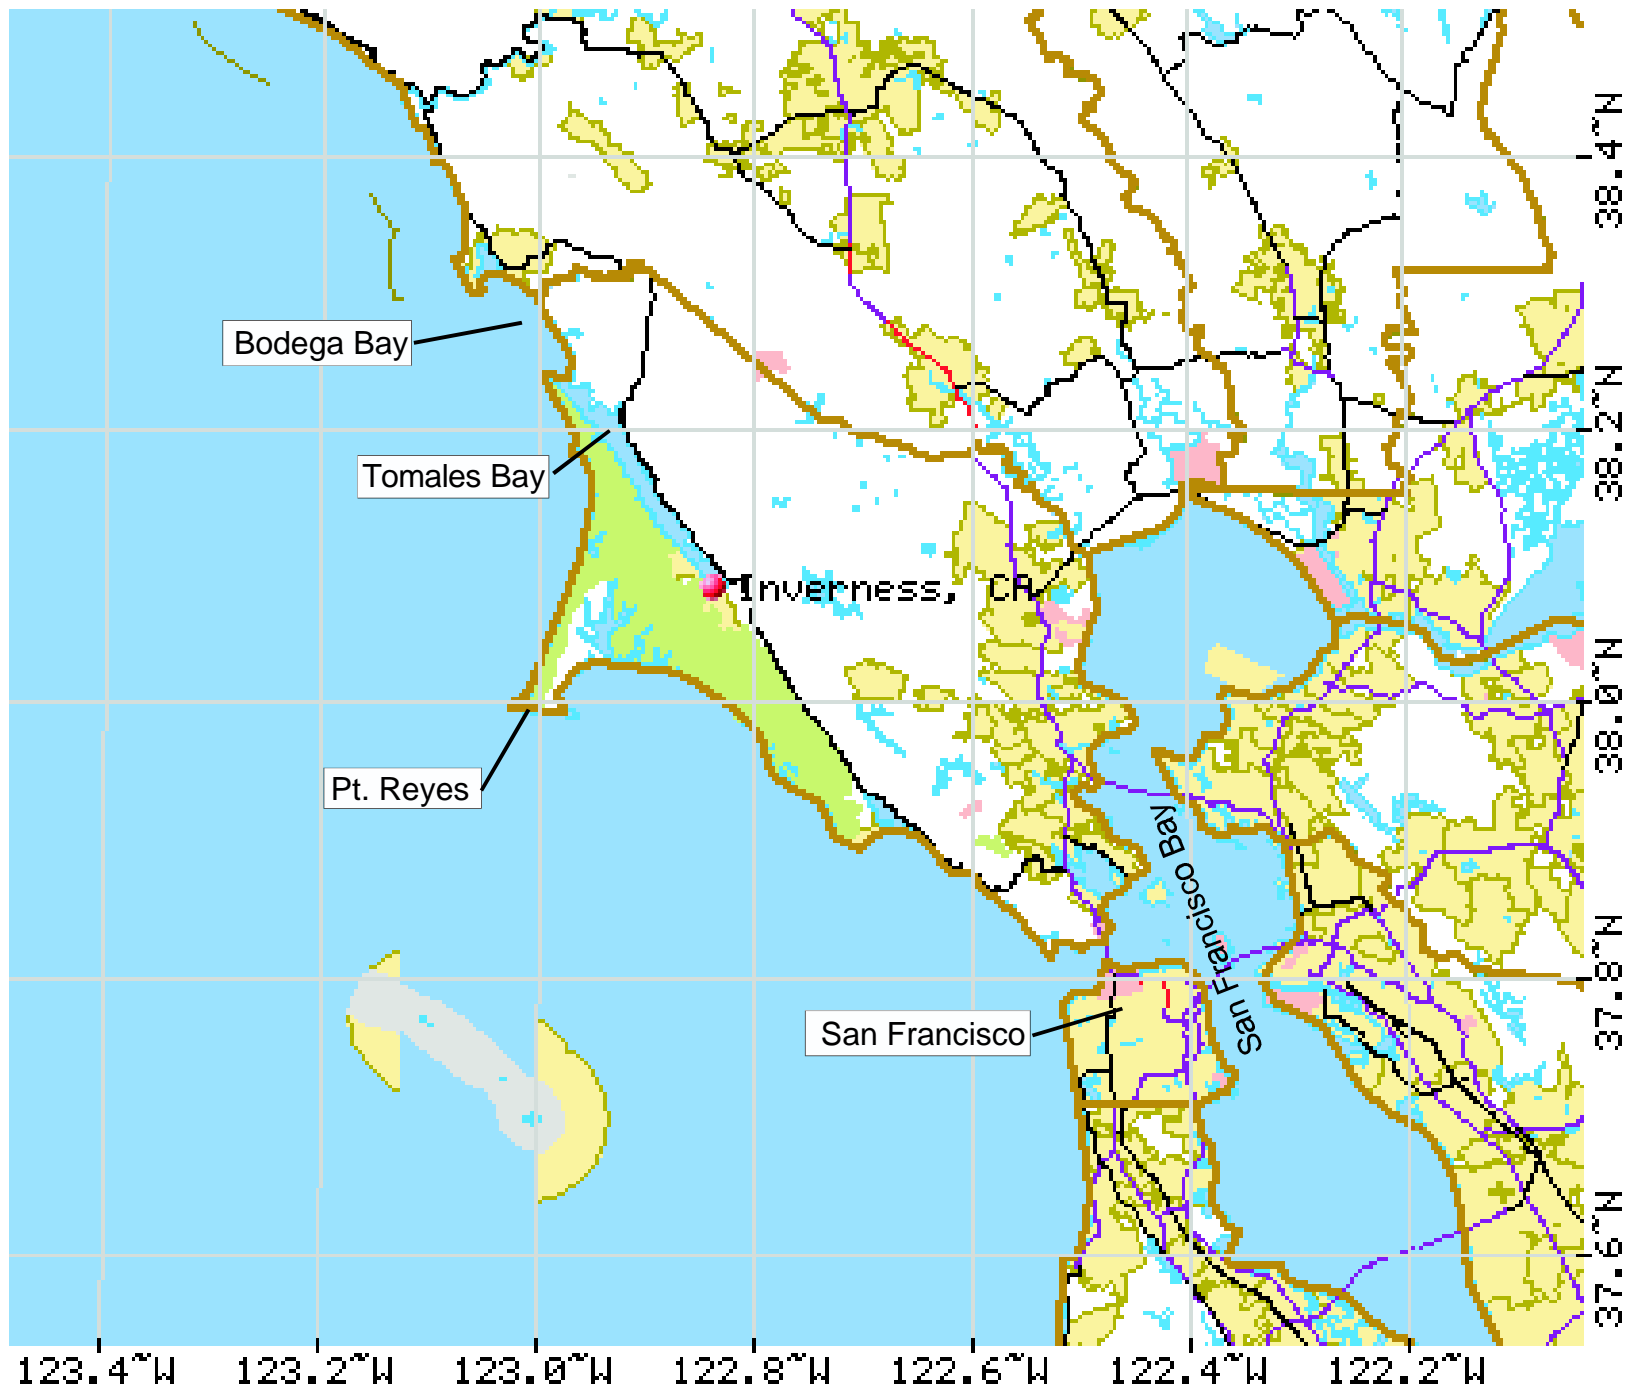 38.4~N
Bodega Bay
38.2~N
Tomales Bay
Inverness, CA
38.0~N
Pt. Reyes
San Francisco Bay
37.8~N
San Francisco
37.6~N
123.4~W 123.2~W 123.0~W 122.8~W 122.6~W 122.4~W 122.2~W